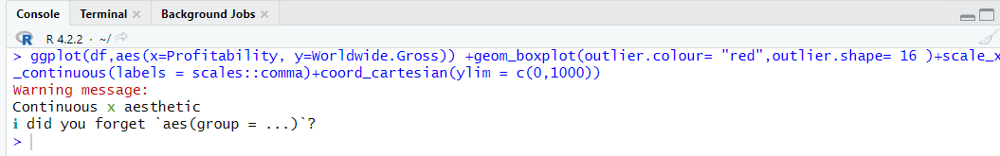 Console Terminal × Background Jobs ×
R R 4.2.2 · ~/
> ggplot(df,aes(x=Profitability, y=Worldwide.Gross)) +geom_boxplot(outlier.colour= "red",outlier.shape= 16 )+scale_x
_continuous(labels = scales::comma)+coord_cartesian(ylim = c(0,1000))
Warning message:
Continuous x aesthetic
ℹ did you forget `aes(group = ...)`?
>